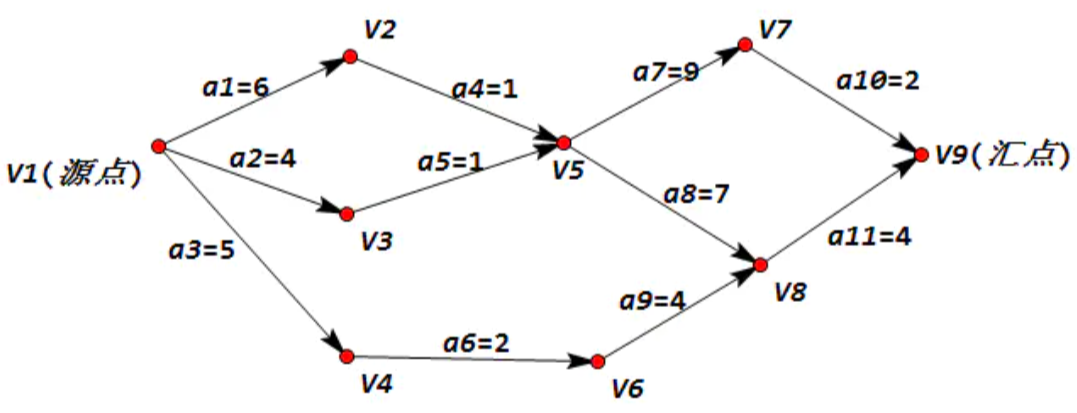 V2
V7
a1=6
a4=1
a7=9
a10=2
V1(源点)
a2=4
a5=1
V5
V9(汇点)
a8=7
V3
a3=5
a11=4
a9=4
V8
a6=2
V4
V6